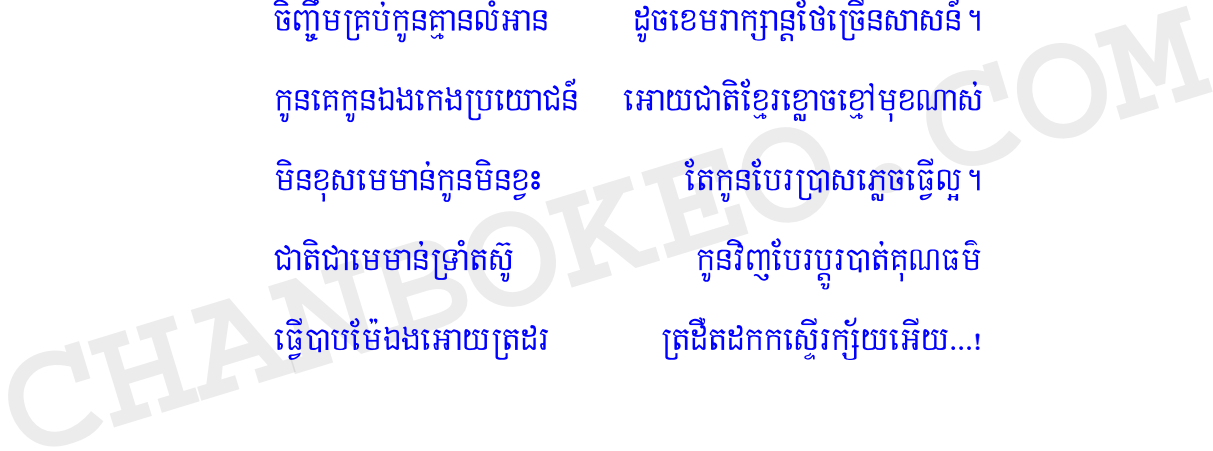 ចិញ្ចឹមគ្រប់កូនគ្មានលំអាន ដូចខេមរាក្សាន្តថៃច្រើនសាសន៍។
កូនគេកូនឯងកេងប្រយោជន៍ អោយជាតិខ្មែរខ្លោចខ្មៅមុខណាស់
មិនខុសមេមាន់កូនមិនខ្វះ តែកូនបែរប្រាសភ្លេចធ្វើល្អ។
ជាតិជាមេមាន់ទ្រាំតស៊ូ កូនវិញបែរប្ដូរបាត់គុណធម៌
ធ្វើបាបម៉ែឯងអោយត្រដរ ត្រដឺតដកកស្ទើរក្ស័យអើយ...!
CHANBOKEO.COM